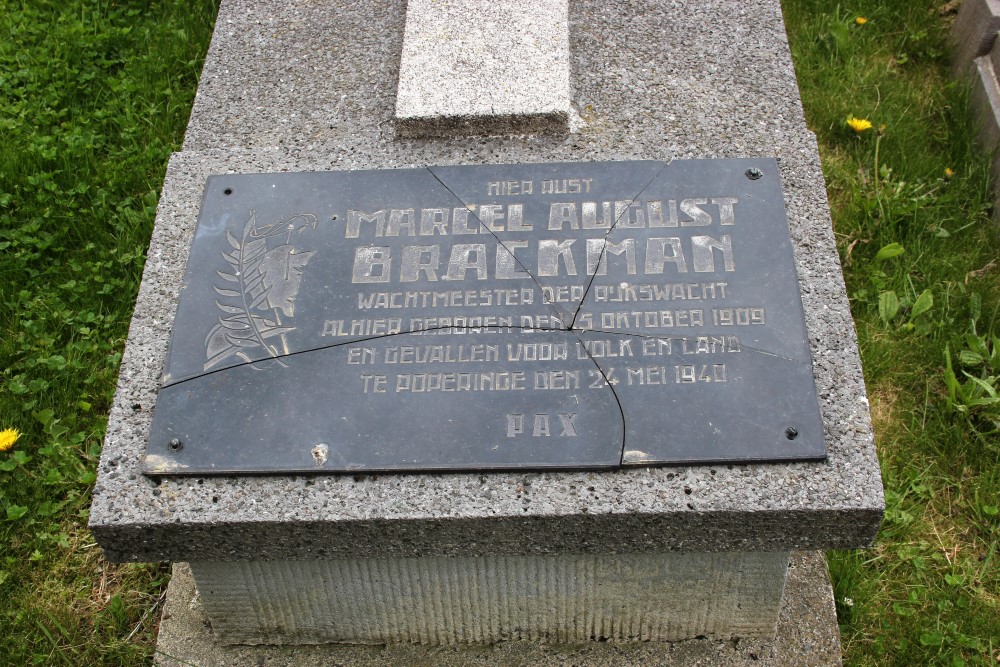 HIER RUST
MARCEL AUGUST
BRACKMAN
WACHTMEESTER DER RIJKSWACHT
ALHIER GEBOREN DEN 5 OKTOBER 1909
EN GEVALLEN VOOR VOLK EN LAND
TE POPERINGE DEN 24 MEI 1940
PAX